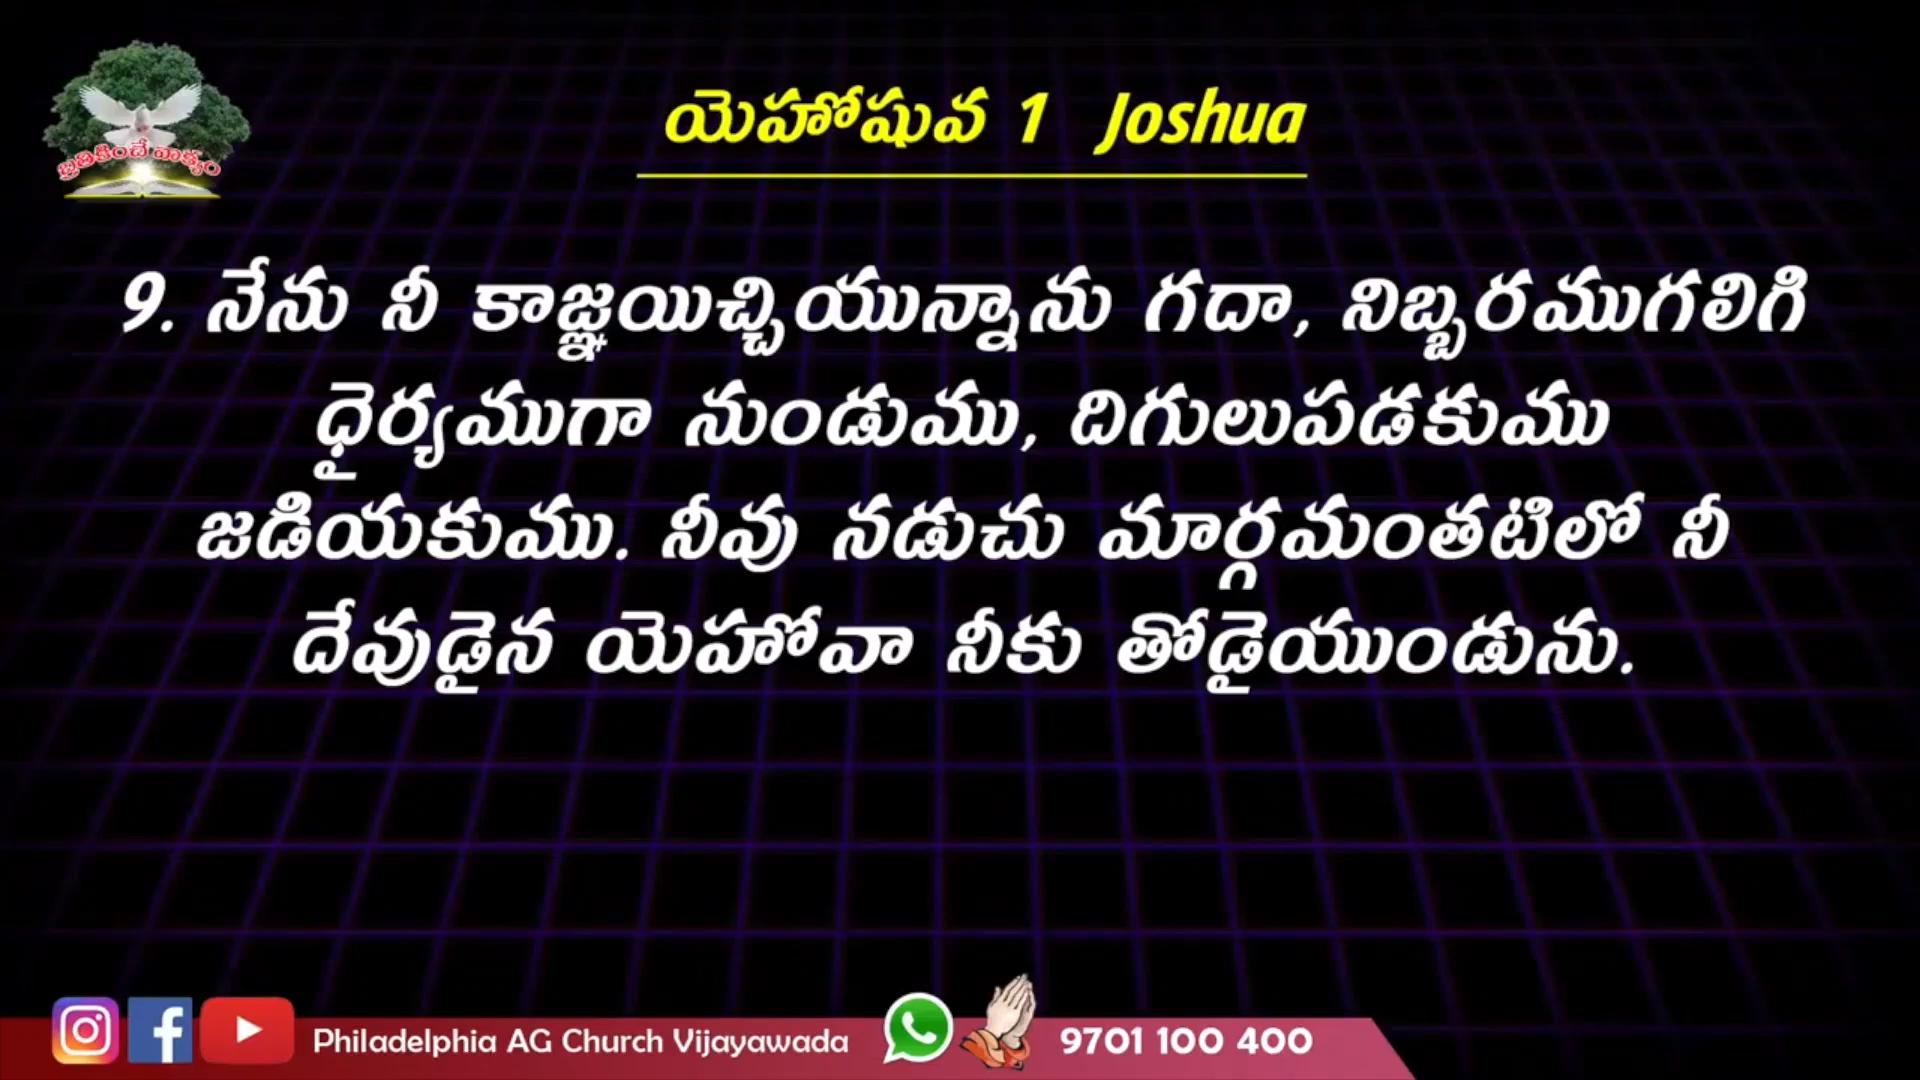 బ్రతికించే వాక్యం
యెహోషువ 1 Joshua
9. నేను నీ కాజ్ఞయిచ్చియున్నాను గదా, నిబ్బరముగలిగి
ధైర్యముగా నుండుము, దిగులుపడకుము
జడియకుము. నీవు నడుచు మార్గమంతటిలో నీ
దేవుడైన యెహోవా నీకు తోడైయుండును.
Philadelphia AG Church Vijayawada 9701 100 400